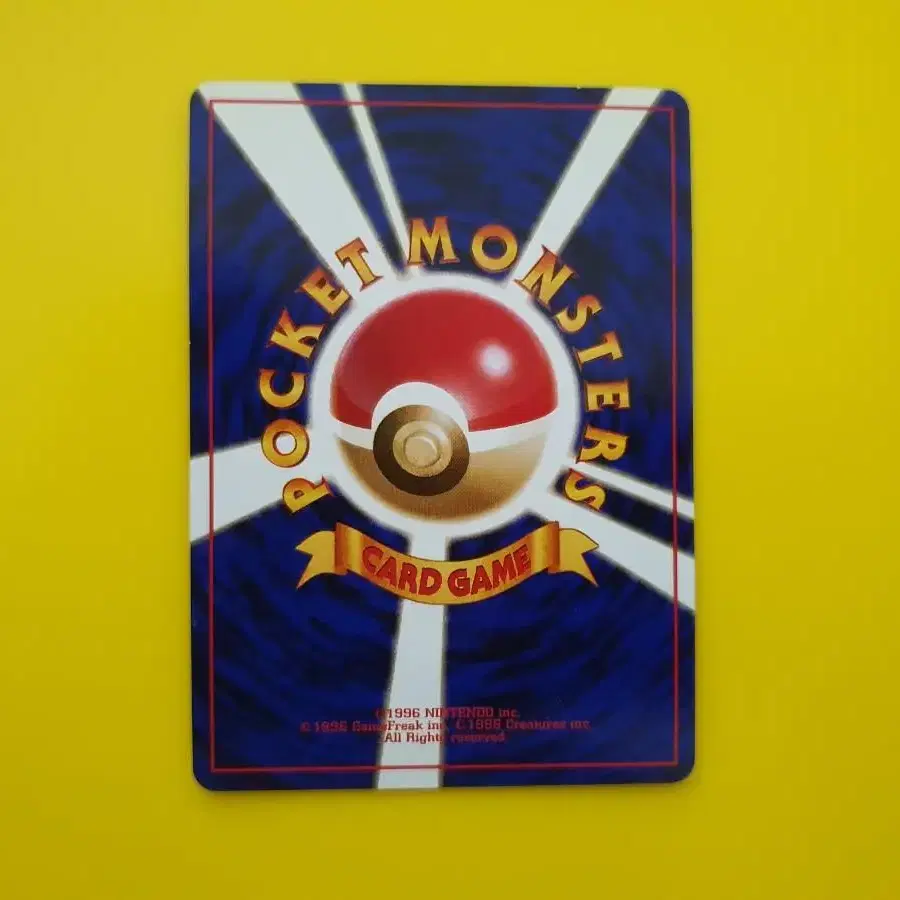 POCKET MONSTERS
CARD GAME
©1996 NINTENDO inc.
© 1996 GameFreak inc. © 1996 Creatures inc.
All Rights reserved.